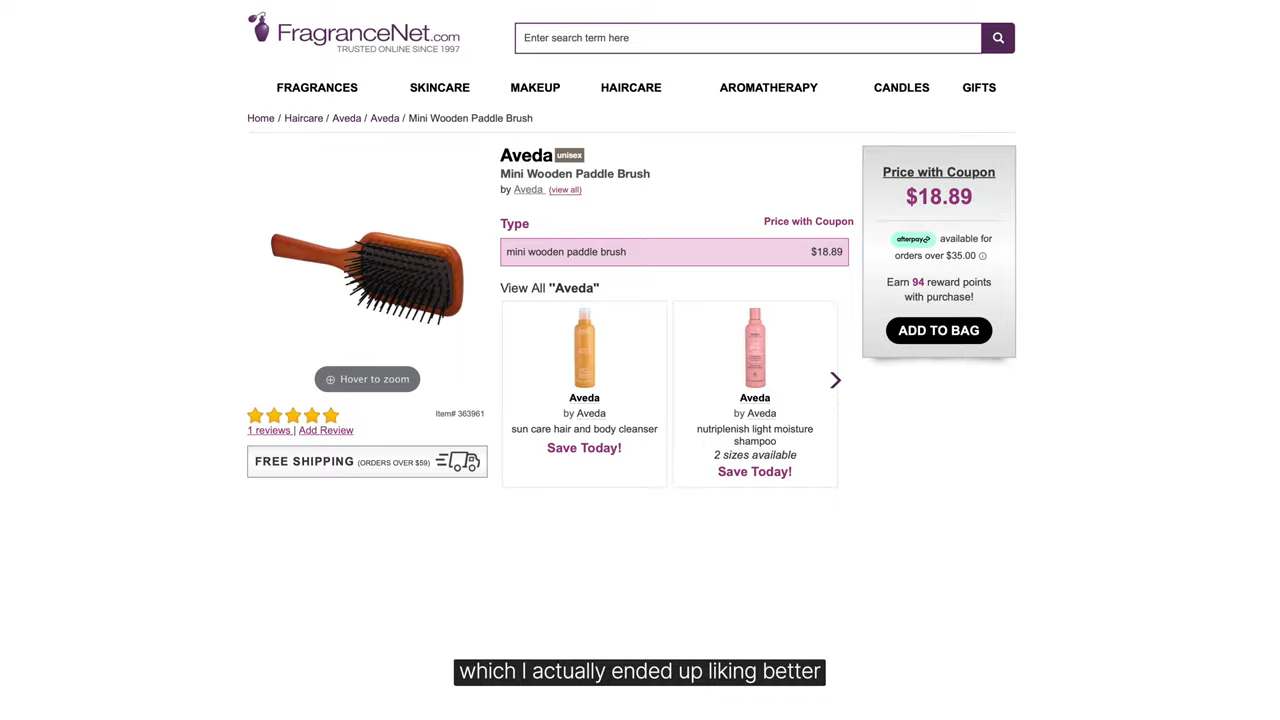 FragranceNet.com
TRUSTED ONLINE SINCE 1997
Enter search term here
FRAGRANCES SKINCARE MAKEUP HAIRCARE AROMATHERAPY CANDLES GIFTS
Home / Haircare / Aveda / Aveda / Mini Wooden Paddle Brush
Aveda unisex
Mini Wooden Paddle Brush
by Aveda (view all)
Type Price with Coupon
mini wooden paddle brush $18.89
View All "Aveda"
Aveda
by Aveda
sun care hair and body cleanser
Save Today!
Aveda
by Aveda
nutriplenish light moisture
shampoo
2 sizes available
Save Today!
Price with Coupon
$18.89
afterpay available for
orders over $35.00
Earn 94 reward points
with purchase!
ADD TO BAG
Hover to zoom
Item# 363961
1 reviews | Add Review
FREE SHIPPING (ORDERS OVER $59)
which I actually ended up liking better